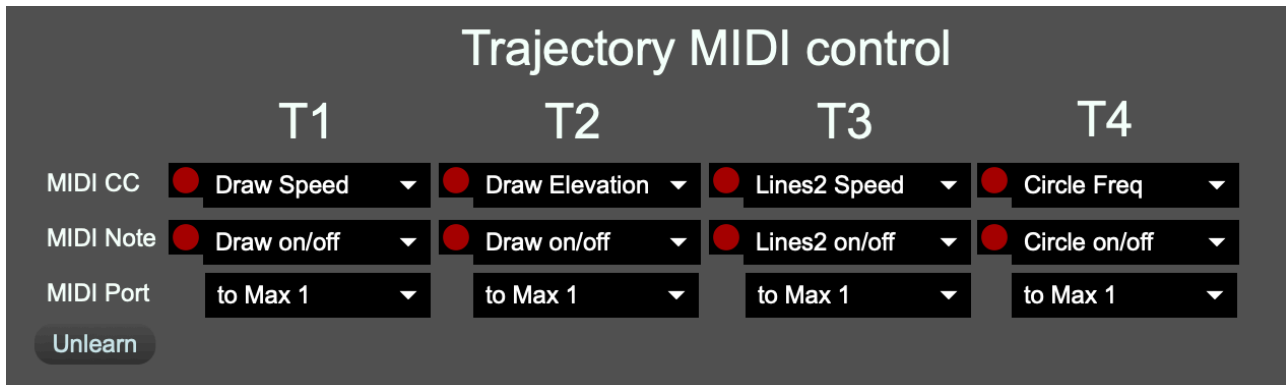 Trajectory MIDI control
T1 T2 T3 T4
MIDI CC Draw Speed Draw Elevation Lines2 Speed Circle Freq
MIDI Note Draw on/off Draw on/off Lines2 on/off Circle on/off
MIDI Port to Max 1 to Max 1 to Max 1 to Max 1
Unlearn